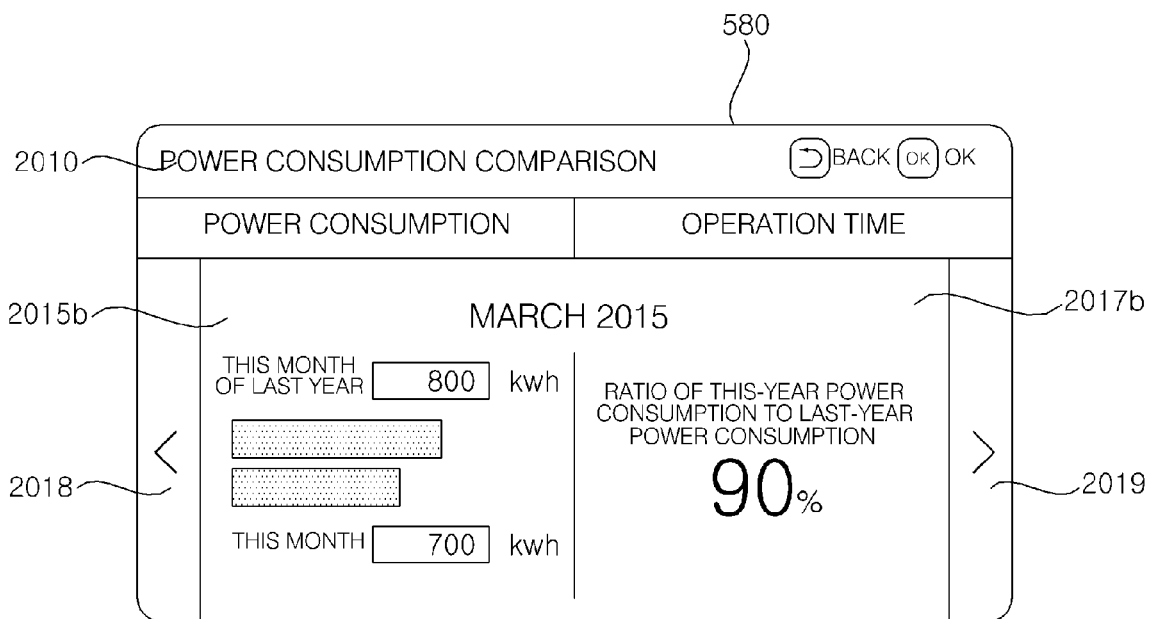 580
2010
POWER CONSUMPTION COMPARISON
BACK OK OK
POWER CONSUMPTION
OPERATION TIME
2015b
MARCH 2015
2017b
THIS MONTH
OF LAST YEAR 800 kwh
RATIO OF THIS-YEAR POWER
CONSUMPTION TO LAST-YEAR
POWER CONSUMPTION
90%
<
2018
>
2019
THIS MONTH 700 kwh